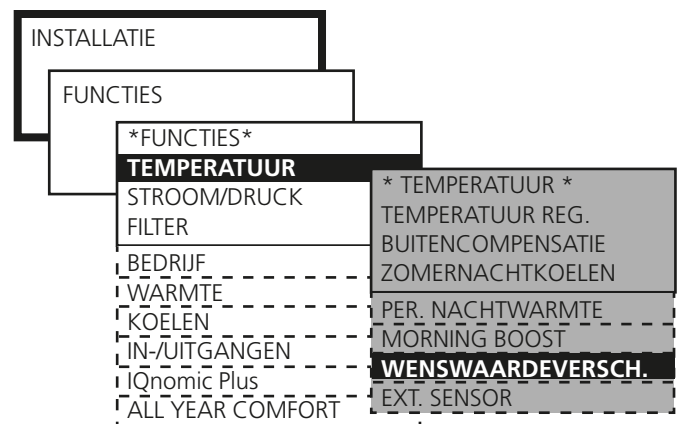 INSTALLATIE
FUNCTIES
*FUNCTIES*
TEMPERATUUR
STROOM/DRUCK
FILTER
BEDRIJF
WARMTE
KOELEN
IN-/UITGANGEN
IQnomic Plus
ALL YEAR COMFORT
* TEMPERATUUR *
TEMPERATUUR REG.
BUITENCOMPENSATIE
ZOMERNACHTKOELEN
PER. NACHTWARMTE
MORNING BOOST
WENSWAARDEVERSCH.
EXT. SENSOR